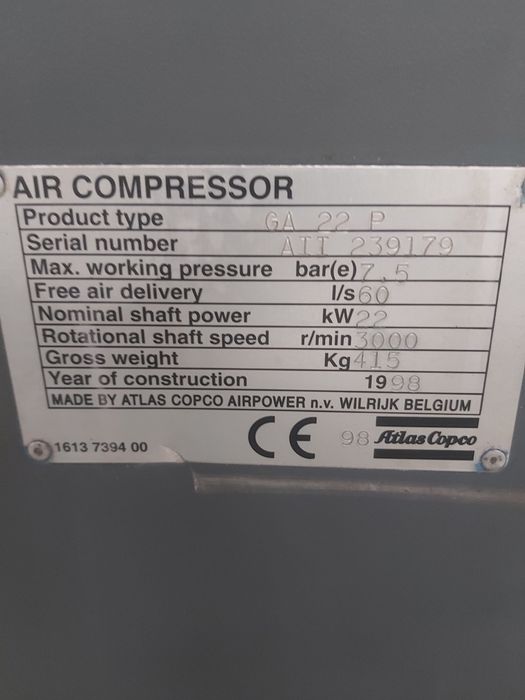 AIR COMPRESSOR
Product type GA 22 P
Serial number AII 239179
Max. working pressure bar(e) 7,5
Free air delivery l/s 60
Nominal shaft power kW 22
Rotational shaft speed r/min 3000
Gross weight Kg 415
Year of construction 1998
MADE BY ATLAS COPCO AIRPOWER n.v. WILRIJK BELGIUM
1613 7394 00 CE 98 Atlas Copco